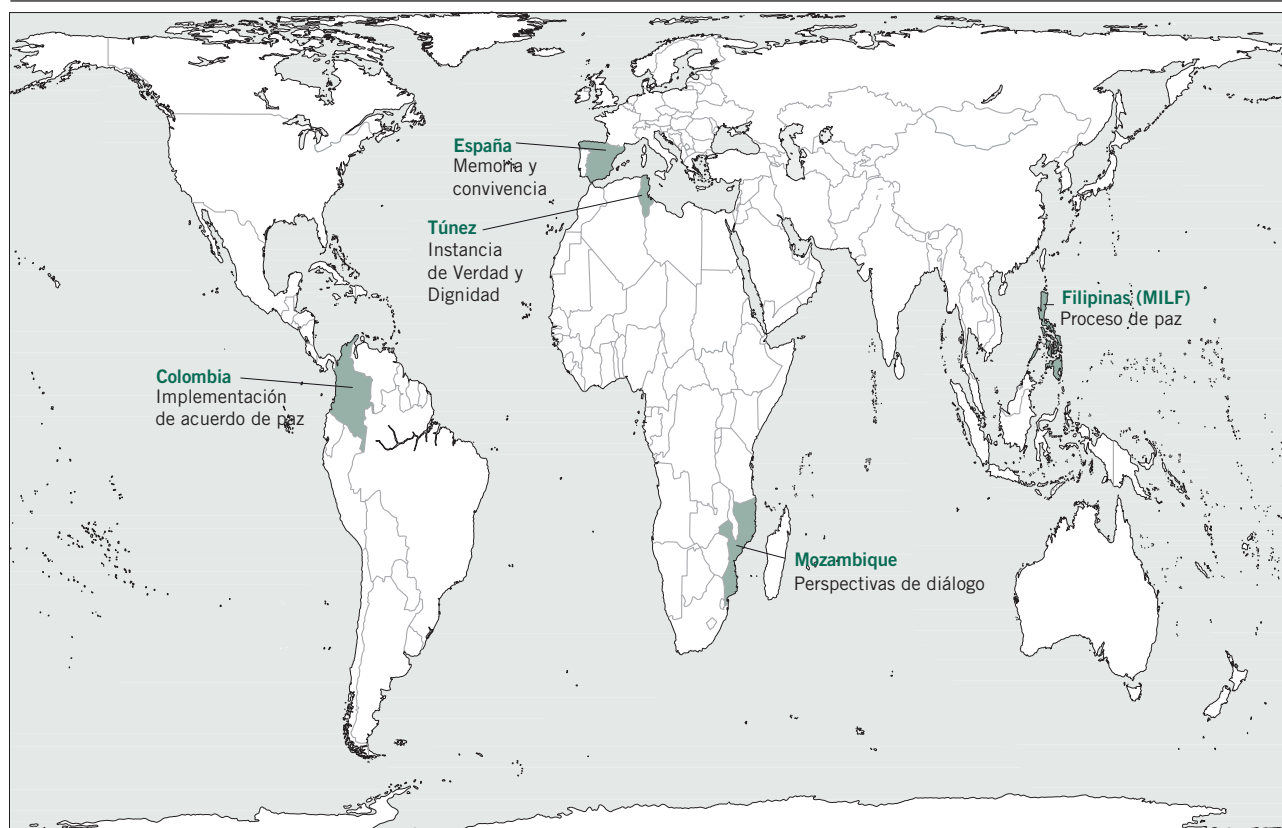 España
Memoria y
convivencia
Túnez
Instancia
de Verdad y
Dignidad
Filipinas (MILF)
Proceso de paz
Colombia
Implementación
de acuerdo de paz
Mozambique
Perspectivas de diálogo